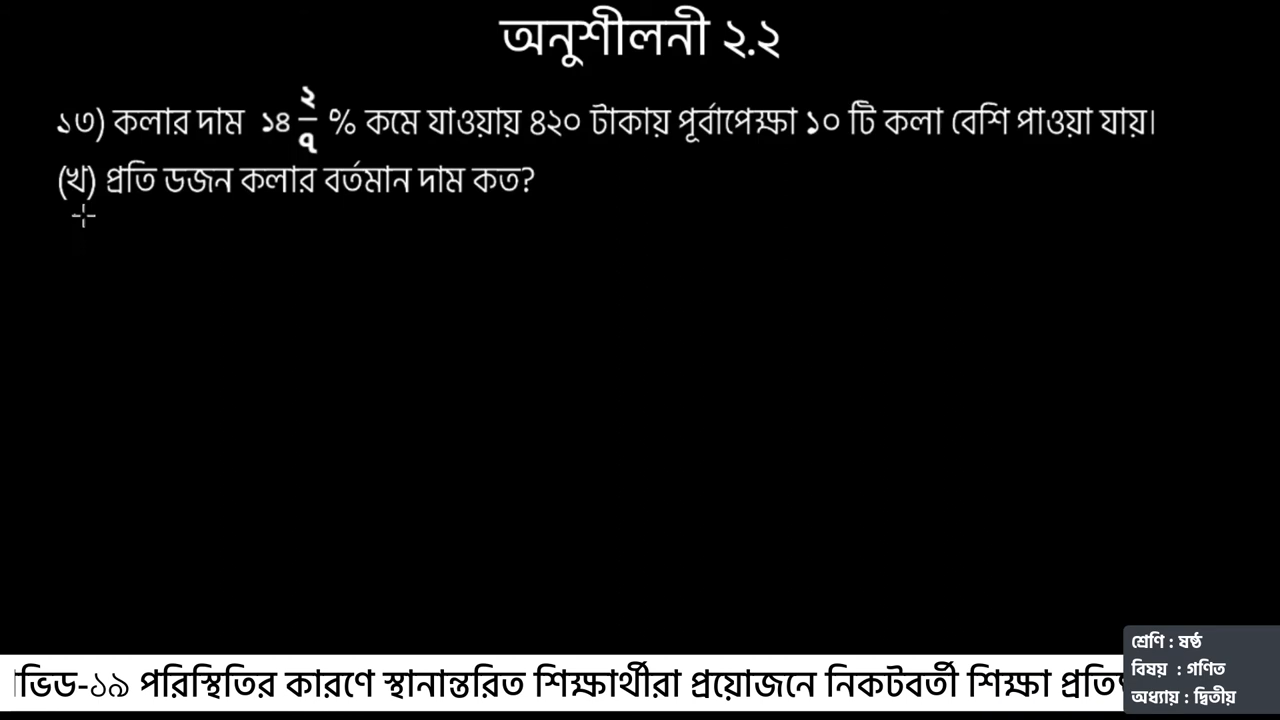 অনুশীলনী ২.২
১৩) কলার দাম ১৪ ২/৭ % কমে যাওয়ায় ৪২০ টাকায় পূর্বাপেক্ষা ১০ টি কলা বেশি পাওয়া যায়।
(খ) প্রতি ডজন কলার বর্তমান দাম কত?
শ্রেণি : ষষ্ঠ
বিষয় : গণিত
অধ্যায় : দ্বিতীয়
ভিড-১৯ পরিস্থিতির কারণে স্থানান্তরিত শিক্ষার্থীরা প্রয়োজনে নিকটবর্তী শিক্ষা